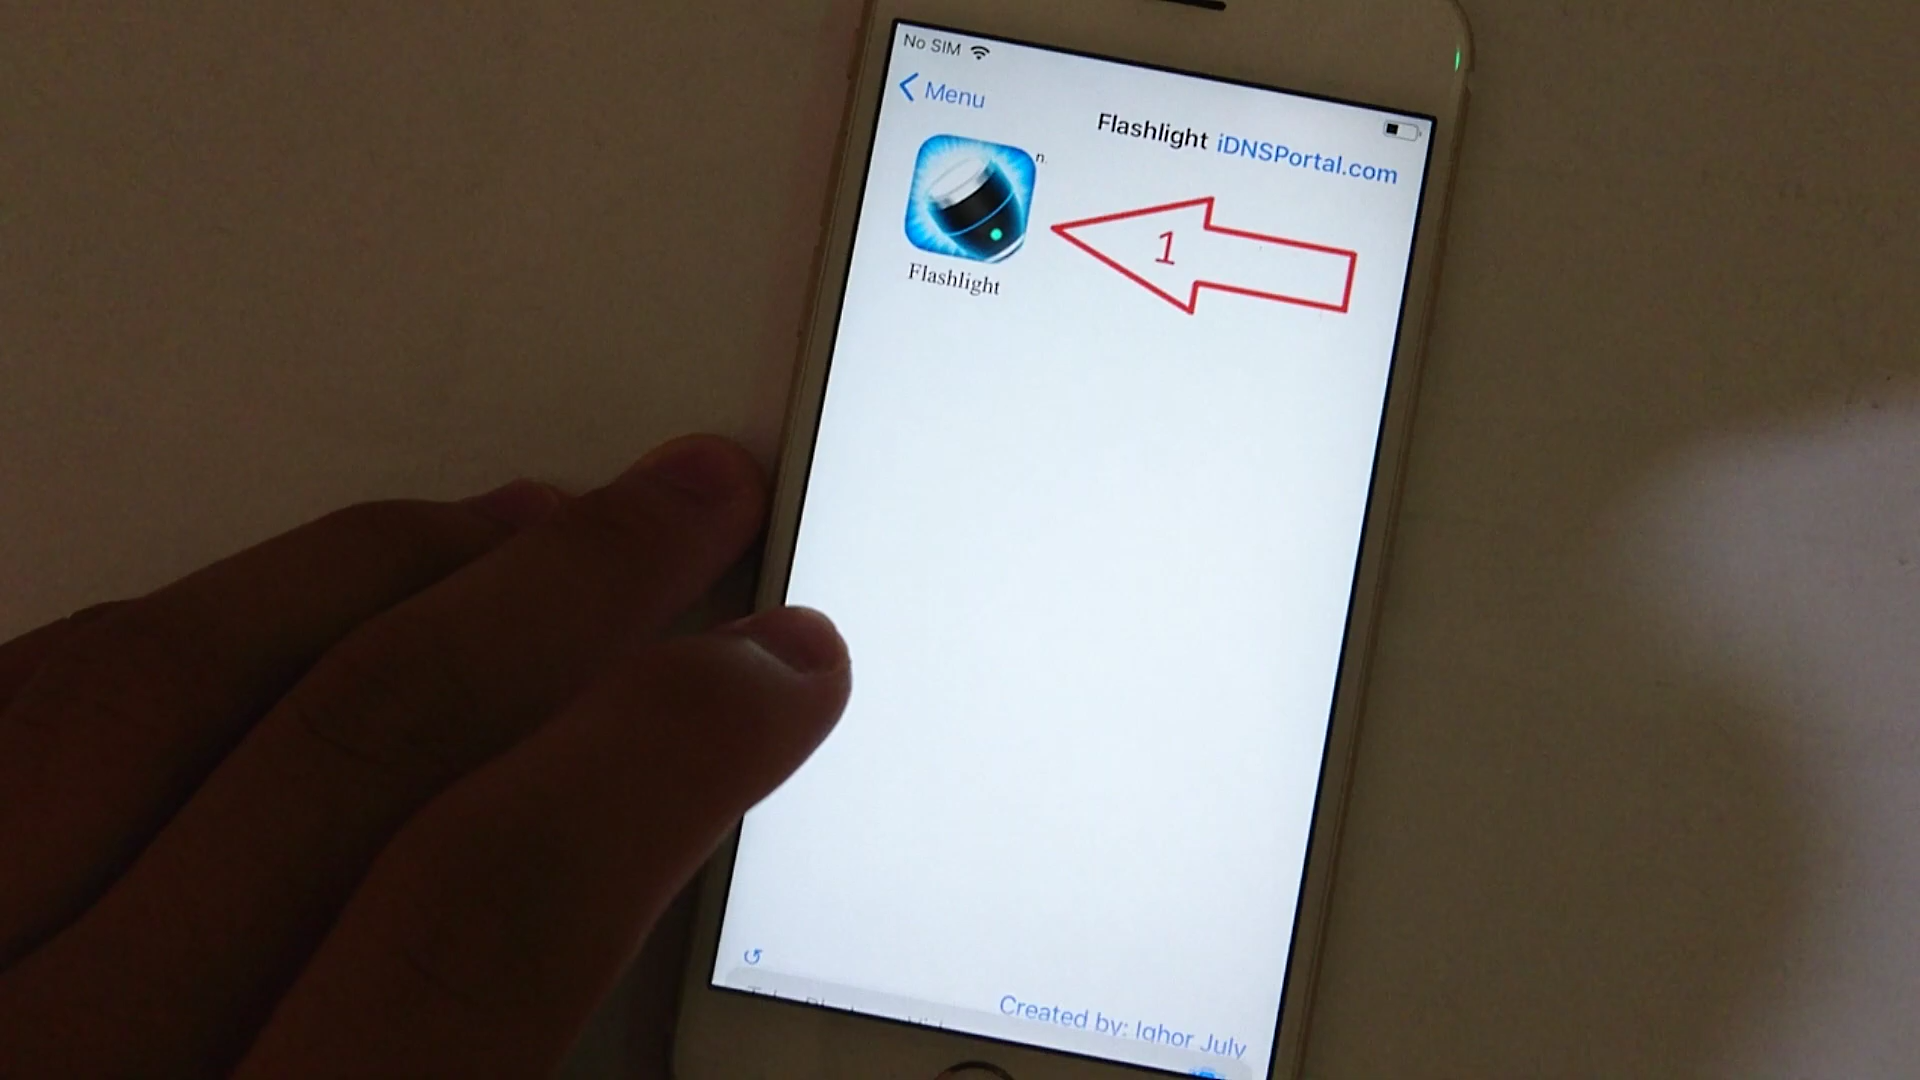 No SIM
Menu
Flashlight iDNSPortal.com
n.
1
Flashlight
Created by: Ighor July